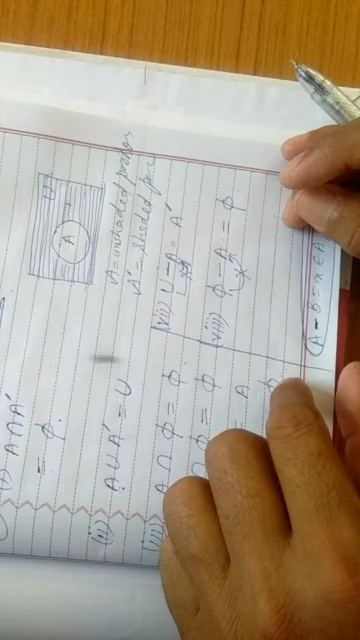 (i) A∩A′
= ϕ.
(ii) A∪A′ = U
(iii) A ∩ ϕ = ϕ.
∩ ϕ = ϕ
= A
ϕ
U
A
A = unshaded
A′ = shaded
(vii) U − A = A′
(viii) ϕ − A = ϕ.
A − B = x ∈ A